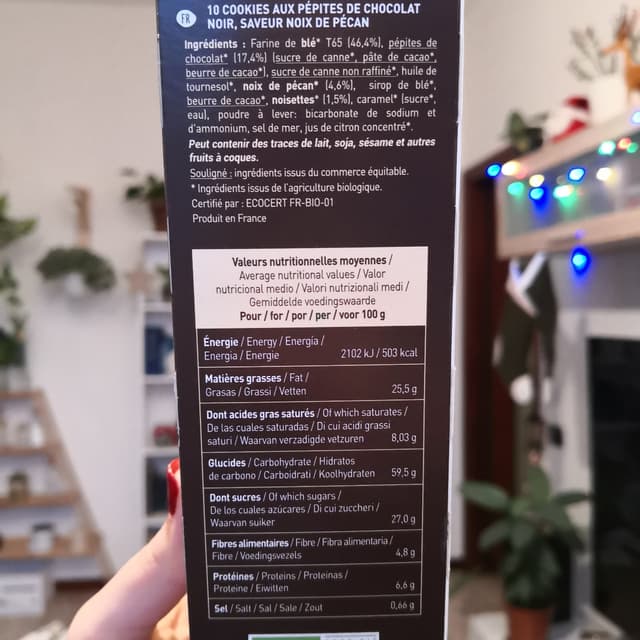 FR
10 COOKIES AUX PÉPITES DE CHOCOLAT
NOIR, SAVEUR NOIX DE PÉCAN
Ingrédients : Farine de blé* T65 (46,4%), pépites de
chocolat* (17,4%) (sucre de canne*, pâte de cacao*,
beurre de cacao*), sucre de canne non raffiné*, huile de
tournesol*, noix de pécan* (4,6%), sirop de blé*,
beurre de cacao*, noisettes* (1,5%), caramel* (sucre*,
eau), poudre à lever: bicarbonate de sodium et
d'ammonium, sel de mer, jus de citron concentré*.
Peut contenir des traces de lait, soja, sésame et autres
fruits à coques.
Souligné : ingrédients issus du commerce équitable.
* Ingrédients issus de l'agriculture biologique.
Certifié par : ECOCERT FR-BIO-01
Produit en France
Valeurs nutritionnelles moyennes /
Average nutritional values / Valor
nutricional medio / Valori nutrizionali medi /
Gemiddelde voedingswaarde
Pour / for / por / per / voor 100 g
Énergie / Energy / Energía /
Energia / Energie 2102 kJ / 503 kcal
Matières grasses / Fat /
Grasas / Grassi / Vetten 25,5 g
Dont acides gras saturés / Of which saturates /
De las cuales saturadas / Di cui acidi grassi
saturi / Waarvan verzadigde vetzuren 8,03 g
Glucides / Carbohydrate / Hidratos
de carbono / Carboidrati / Koolhydraten 59,5 g
Dont sucres / Of which sugars /
De los cuales azúcares / Di cui zuccheri /
Waarvan suiker 27,0 g
Fibres alimentaires / Fibre / Fibra alimentaria /
Fibre / Voedingsvezels 4,8 g
Protéines / Proteins / Proteinas /
Proteine / Eiwitten 6,6 g
Sel / Salt / Sal / Sale / Zout 0,66 g